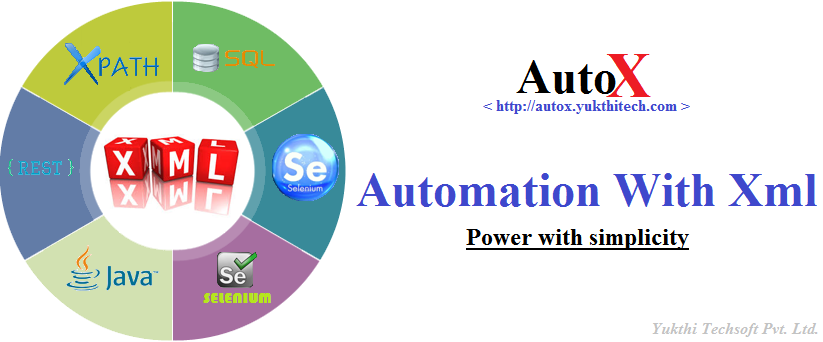 XPATH
SQL
{REST}
XML
Se
Selenium
Java™
Se
SELENIUM
AutoX
< http://autox.yukthitech.com >
Automation With Xml
Power with simplicity
Yukthi Techsoft Pvt. Ltd.